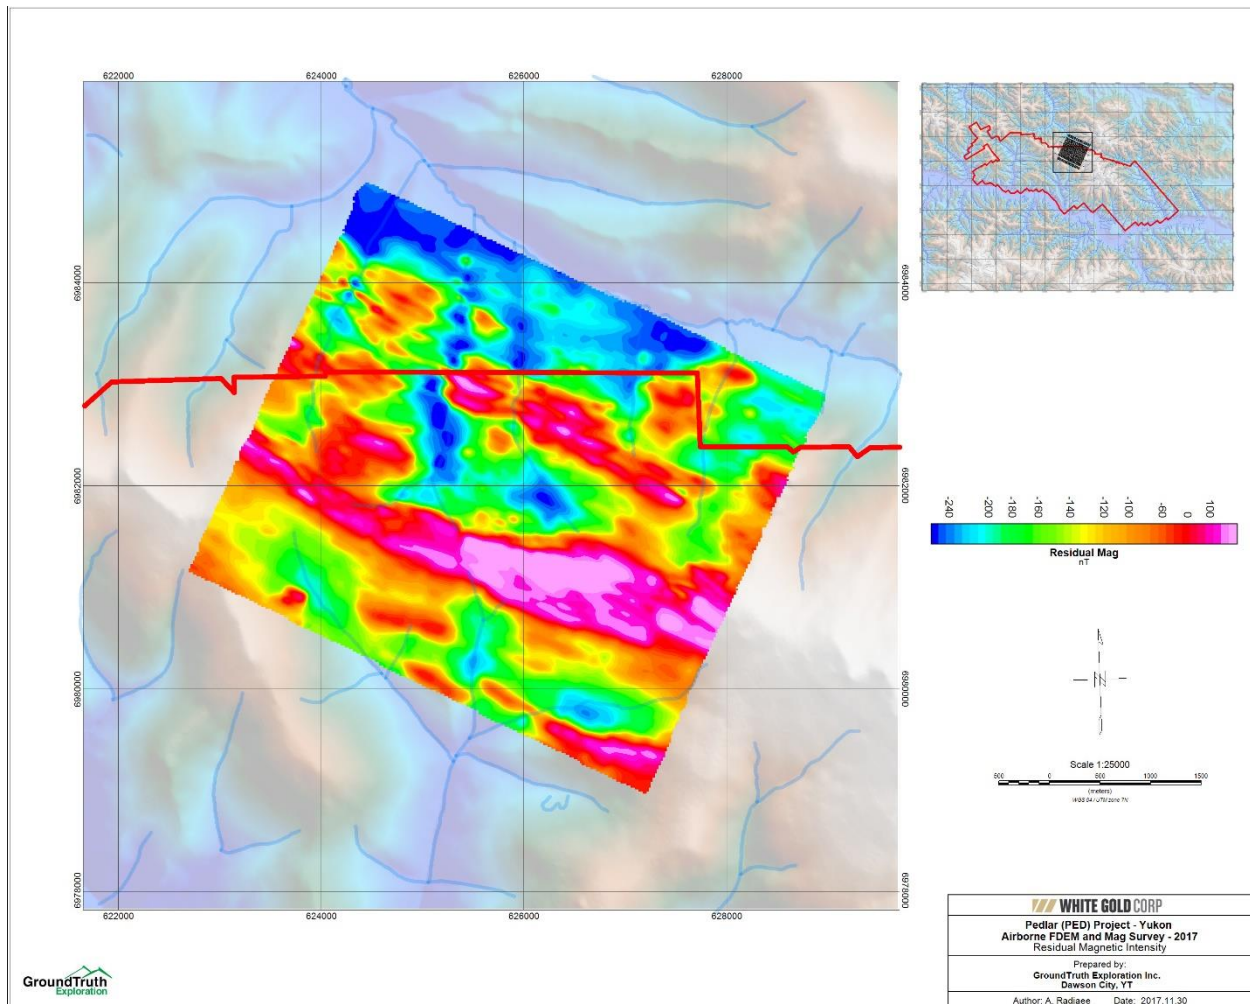 622000 624000 626000 628000
6984000 6984000
6982000 6982000
6980000 6980000
6978000 6978000
622000 624000 626000 628000
-240 -200 -180 -160 -140 -120 -100 -60 0 100
Residual Mag
nT
Scale 1:25000
500 0 500 1000 1500
(meters)
WHITE GOLD CORP
Pedlar (PED) Project - Yukon
Airborne FDEM and Mag Survey - 2017
Residual Magnetic Intensity
Prepared by:
GroundTruth Exploration Inc.
Dawson City, YT
Author: A. Radjaee Date: 2017.11.30
GroundTruth
Exploration